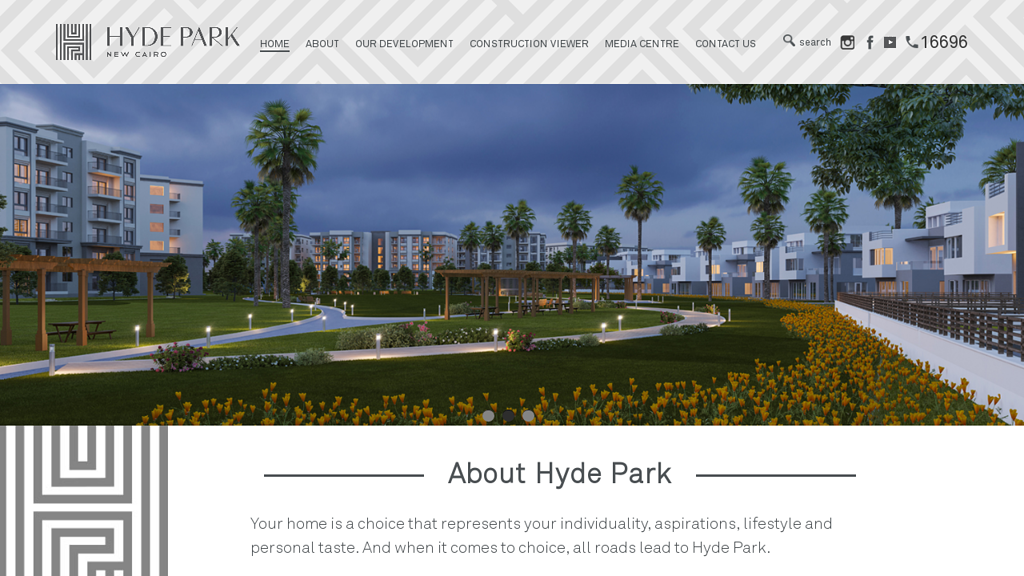 HYDE PARK
NEW CAIRO
HOME ABOUT OUR DEVELOPMENT CONSTRUCTION VIEWER MEDIA CENTRE CONTACT US
search
16696
About Hyde Park
Your home is a choice that represents your individuality, aspirations, lifestyle and
personal taste. And when it comes to choice, all roads lead to Hyde Park.